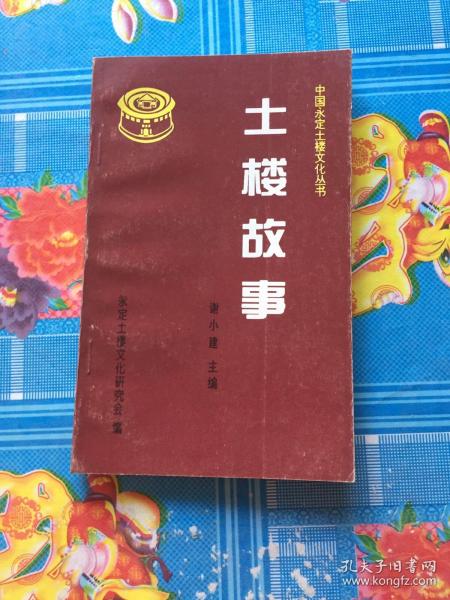 中国永定土楼文化丛书
土楼故事
谢小建 主编
永定土楼文化研究会 编
孔夫子旧书网
www.kongfz.com